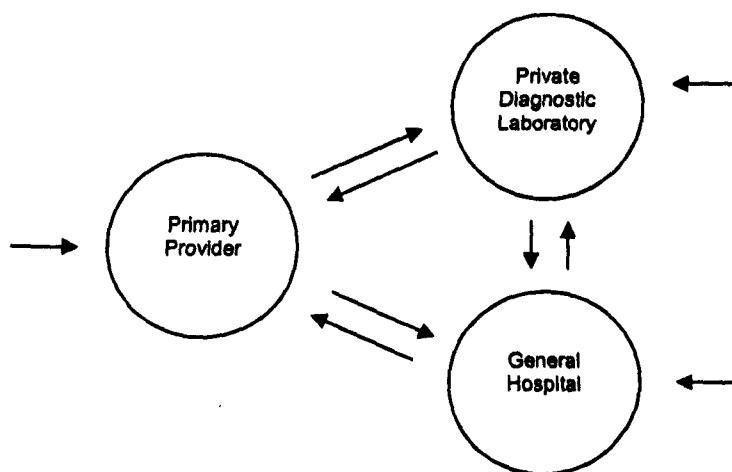 Private
Diagnostic
Laboratory
Primary
Provider
General
Hospital